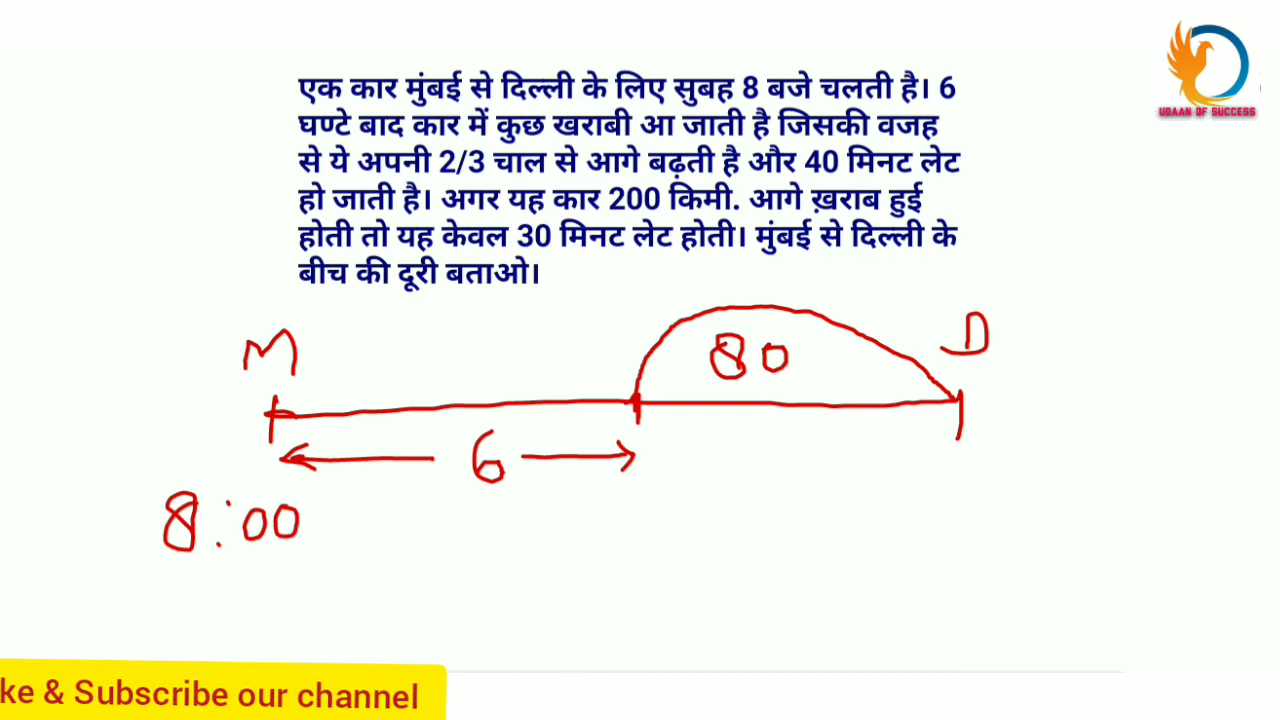 UDAAN OF SUCCESS
एक कार मुंबई से दिल्ली के लिए सुबह 8 बजे चलती है। 6
घण्टे बाद कार में कुछ खराबी आ जाती है जिसकी वजह
से ये अपनी 2/3 चाल से आगे बढ़ती है और 40 मिनट लेट
हो जाती है। अगर यह कार 200 किमी. आगे ख़राब हुई
होती तो यह केवल 30 मिनट लेट होती। मुंबई से दिल्ली के
बीच की दूरी बताओ।
M 80 D
6
8:00
ke & Subscribe our channel